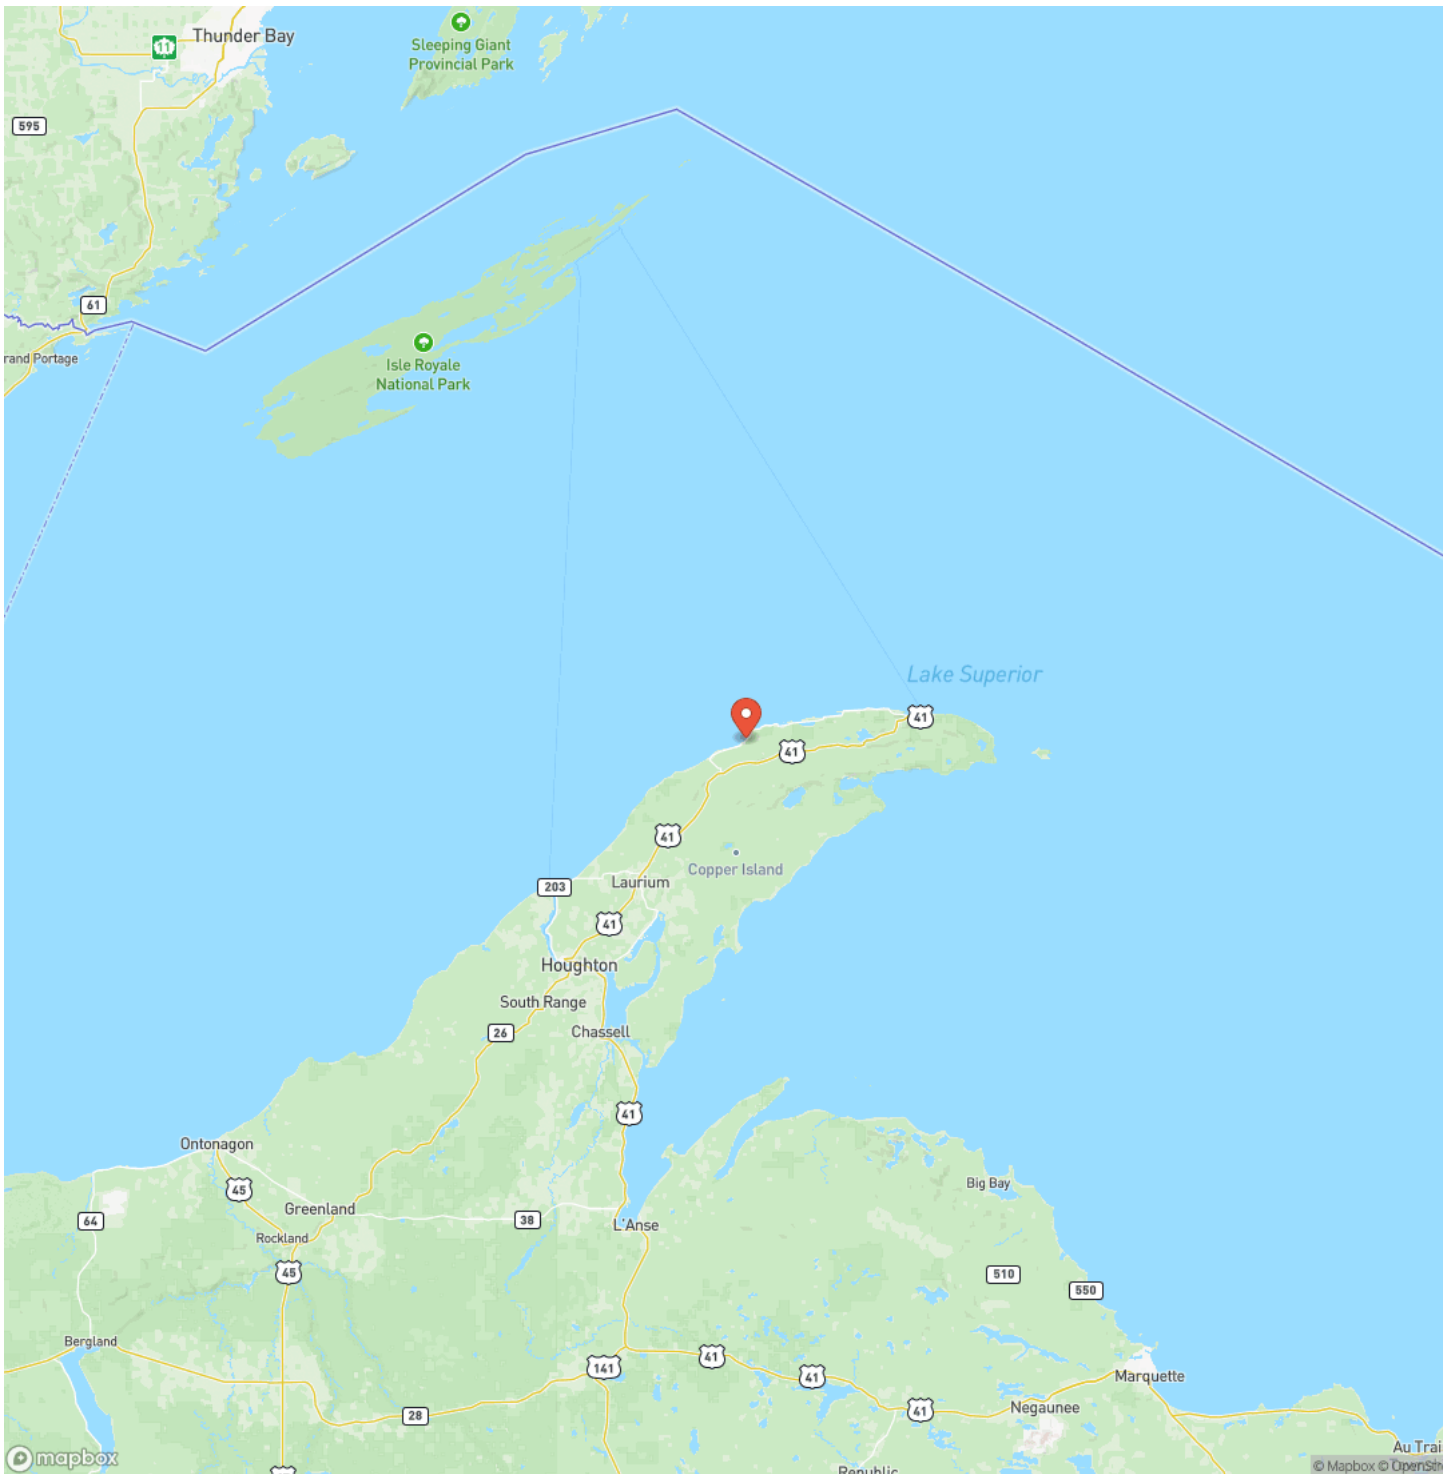 Thunder Bay
11
Sleeping Giant
Provincial Park
595
61
rand Portage
Isle Royale
National Park
Lake Superior
41
41
41
Copper Island
Laurium
203
41
Houghton
South Range
26
Chassell
41
Ontonagon
45
Greenland
38
L'Anse
Big Bay
64
Rockland
45
510
550
Bergland
141
41
41
Marquette
28
41
Negaunee
Au Trai
mapbox
© Mapbox © OpenStr
Republic